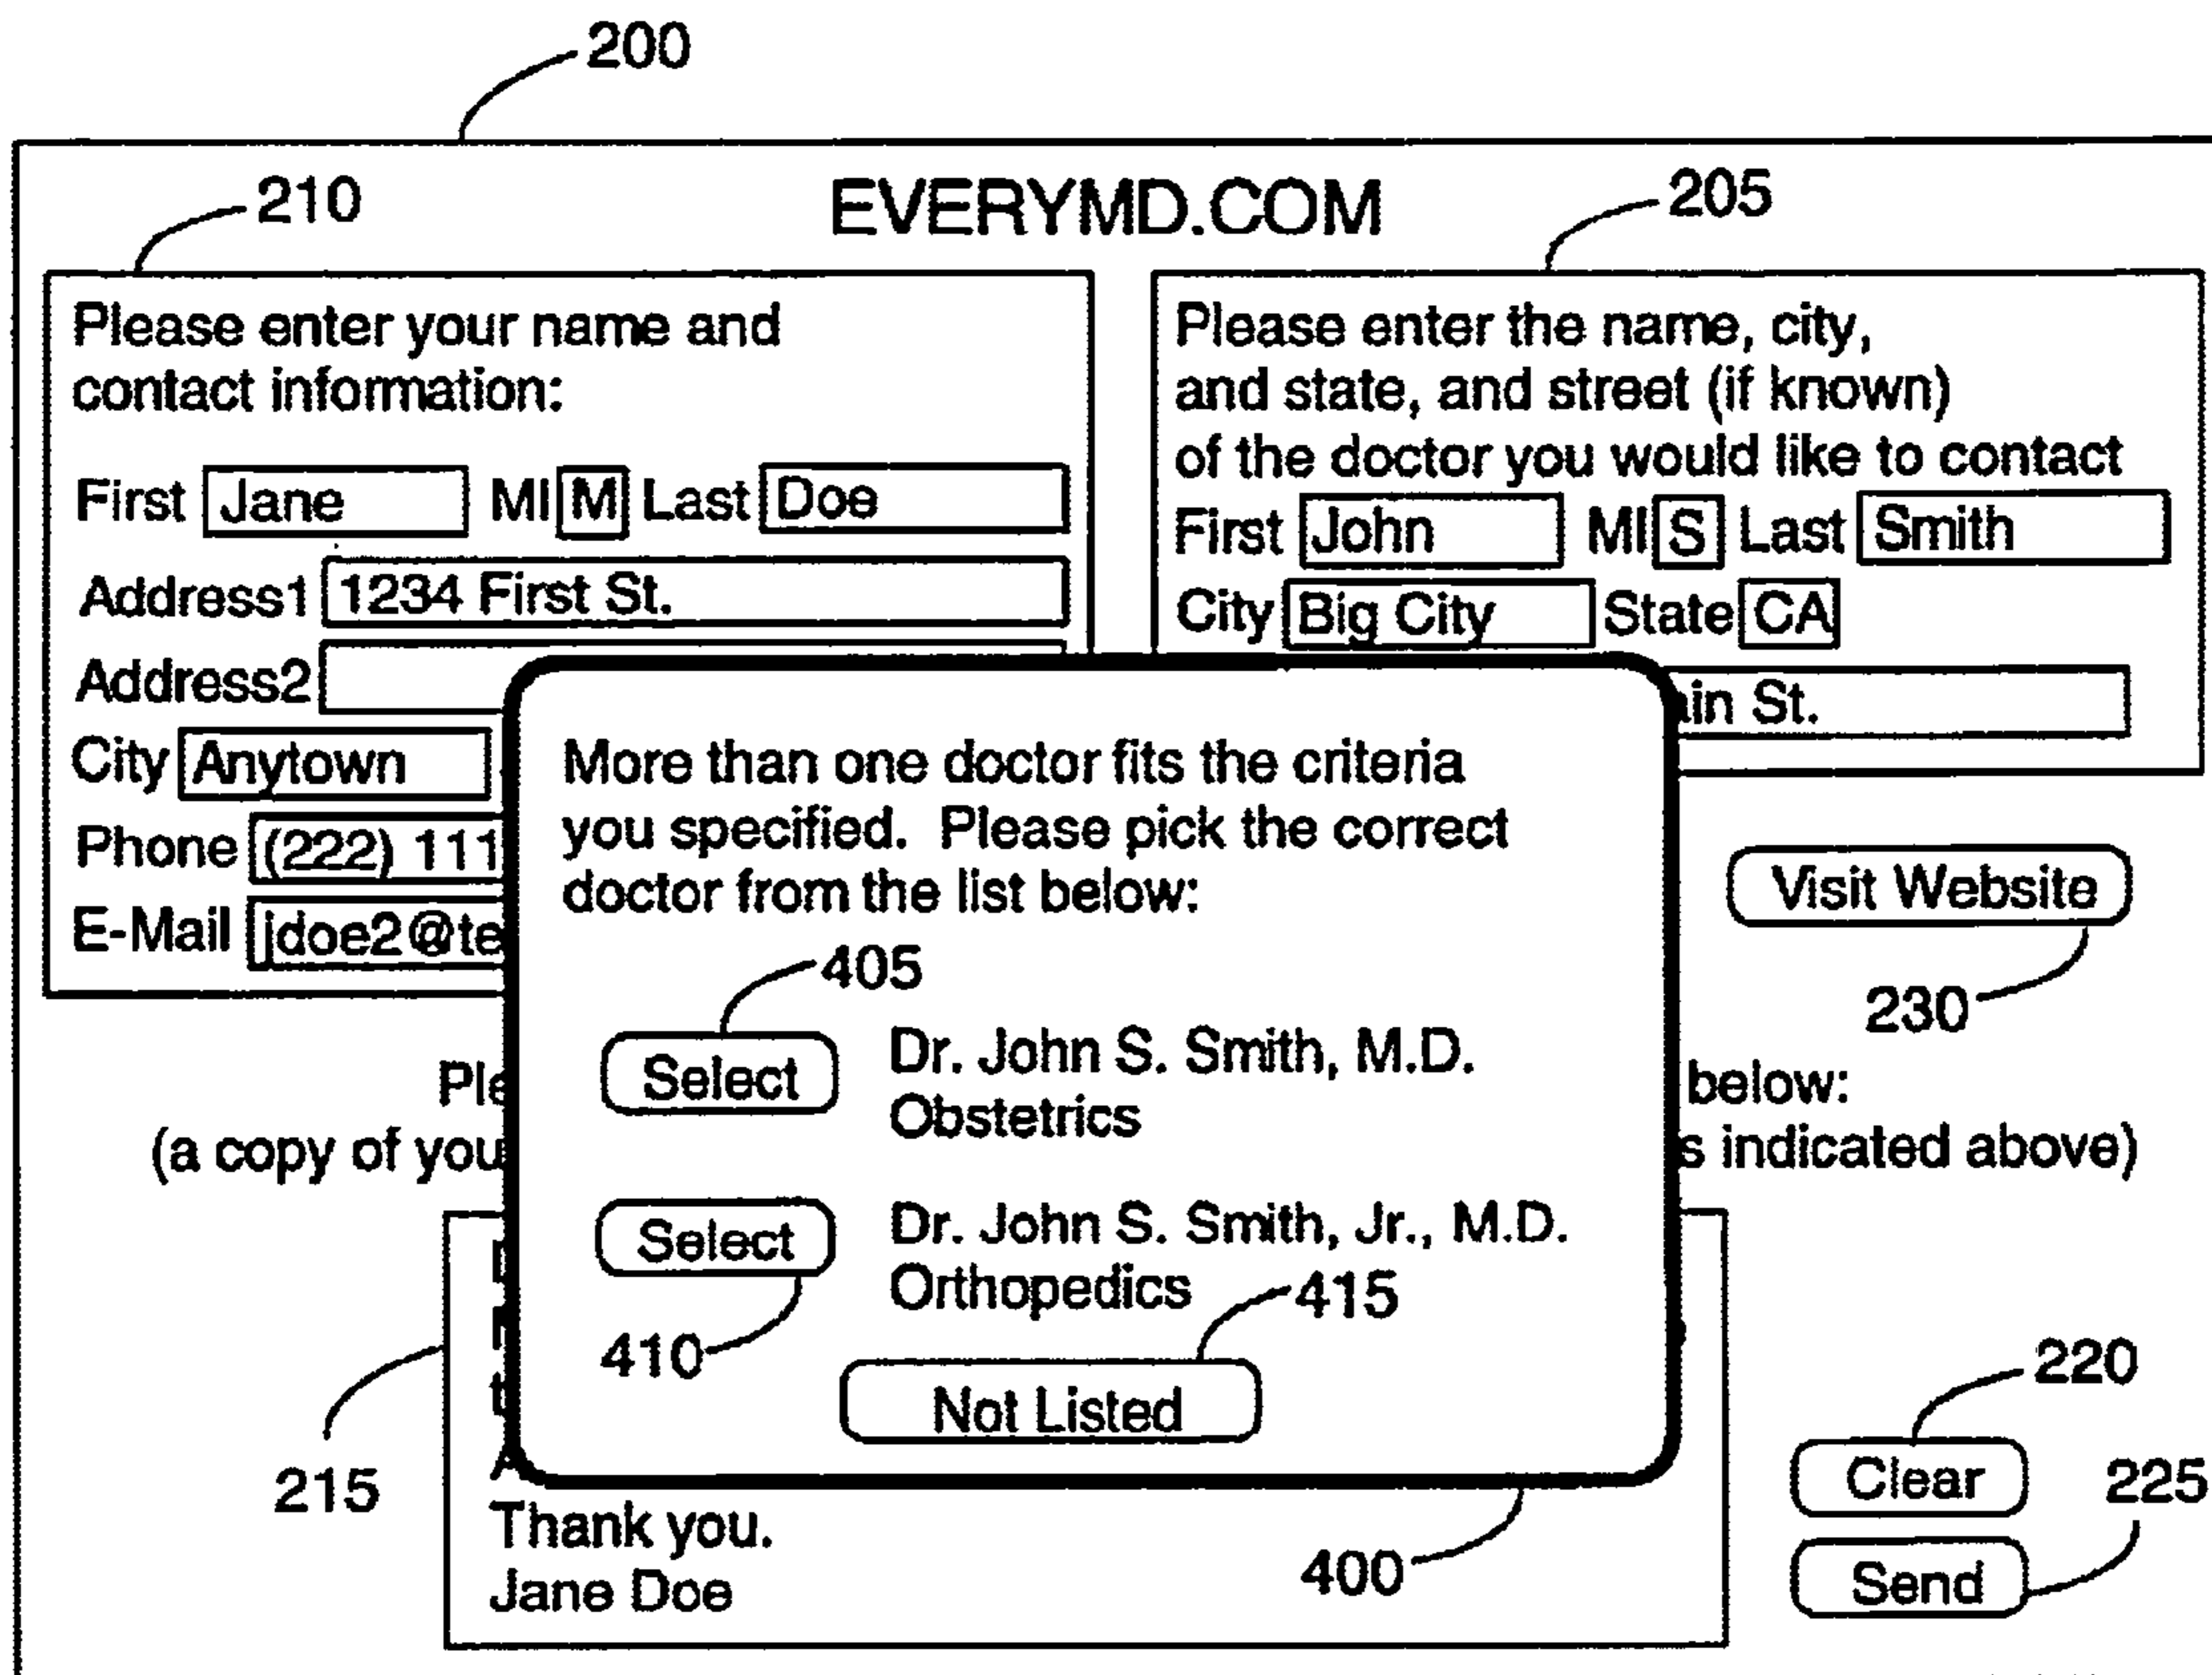 200
210
EVERYMD.COM
205
Please enter your name and
contact information:
First Jane MI M Last Doe
Address1 1234 First St.
Address2
City Anytown
Phone (222) 111
E-Mail jdoe2@te
Please enter the name, city,
and state, and street (if known)
of the doctor you would like to contact
First John MI S Last Smith
City Big City State CA
ain St.
More than one doctor fits the criteria
you specified. Please pick the correct
doctor from the list below:
405
Select Dr. John S. Smith, M.D.
Obstetrics
Select Dr. John S. Smith, Jr., M.D.
Orthopedics
410
415
Not Listed
400
Visit Website
230
Ple below:
(a copy of you s indicated above)
215
Thank you.
Jane Doe
220
Clear
225
Send